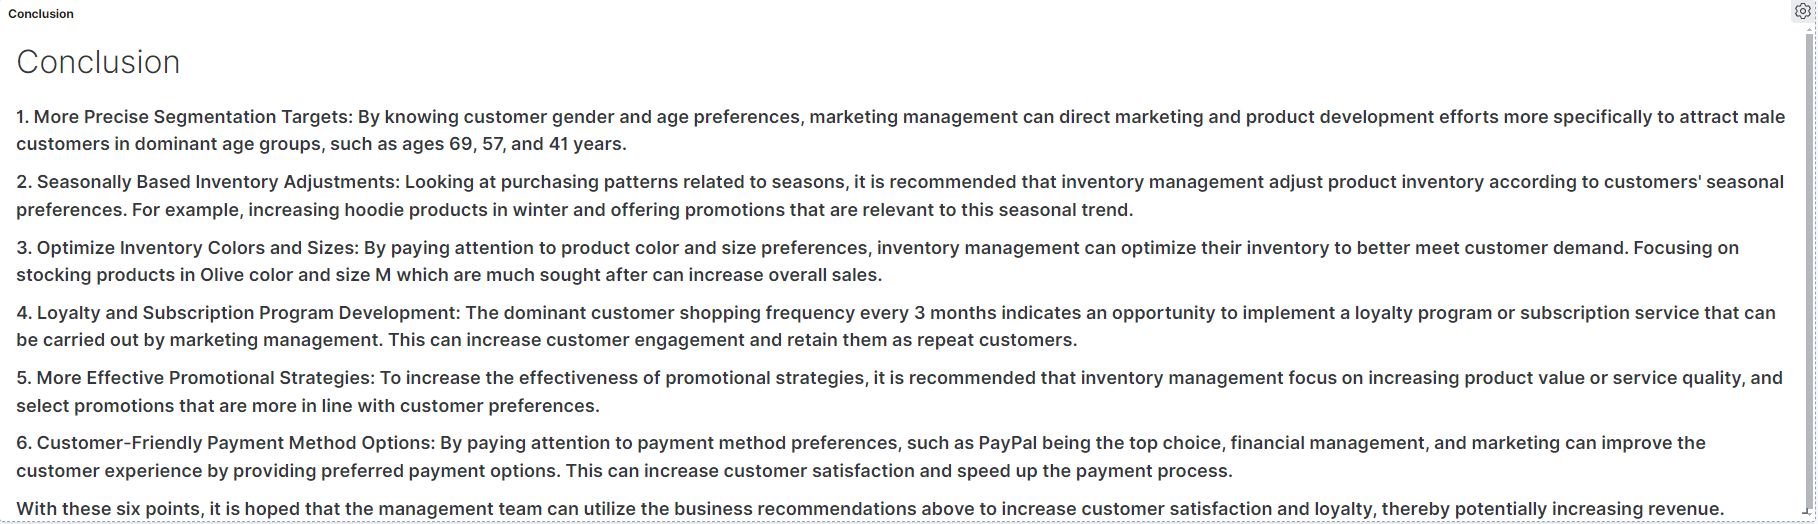 Conclusion
Conclusion
1. More Precise Segmentation Targets: By knowing customer gender and age preferences, marketing management can direct marketing and product development efforts more specifically to attract male
customers in dominant age groups, such as ages 69, 57, and 41 years.
2. Seasonally Based Inventory Adjustments: Looking at purchasing patterns related to seasons, it is recommended that inventory management adjust product inventory according to customers' seasonal
preferences. For example, increasing hoodie products in winter and offering promotions that are relevant to this seasonal trend.
3. Optimize Inventory Colors and Sizes: By paying attention to product color and size preferences, inventory management can optimize their inventory to better meet customer demand. Focusing on
stocking products in Olive color and size M which are much sought after can increase overall sales.
4. Loyalty and Subscription Program Development: The dominant customer shopping frequency every 3 months indicates an opportunity to implement a loyalty program or subscription service that can
be carried out by marketing management. This can increase customer engagement and retain them as repeat customers.
5. More Effective Promotional Strategies: To increase the effectiveness of promotional strategies, it is recommended that inventory management focus on increasing product value or service quality, and
select promotions that are more in line with customer preferences.
6. Customer-Friendly Payment Method Options: By paying attention to payment method preferences, such as PayPal being the top choice, financial management, and marketing can improve the
customer experience by providing preferred payment options. This can increase customer satisfaction and speed up the payment process.
With these six points, it is hoped that the management team can utilize the business recommendations above to increase customer satisfaction and loyalty, thereby potentially increasing revenue.